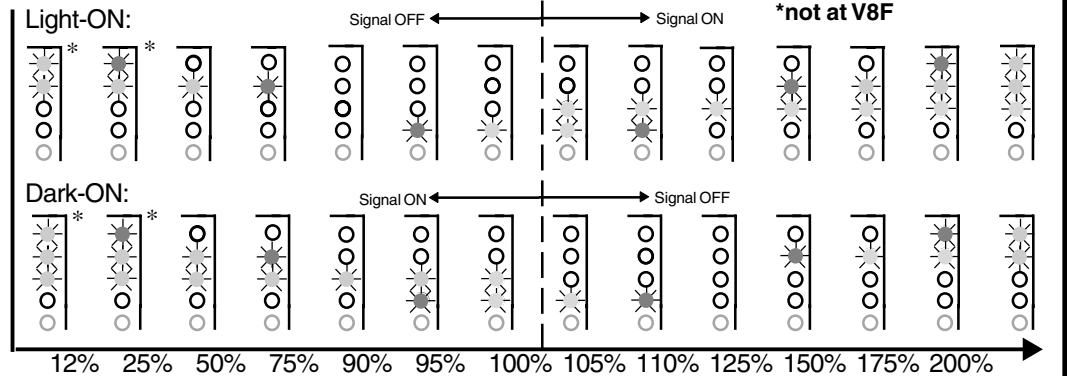 Light-ON:
Signal OFF
Signal ON
*not at V8F
*
*
Dark-ON:
Signal ON
Signal OFF
*
*
12% 25% 50% 75% 90% 95% 100% 105% 110% 125% 150% 175% 200%